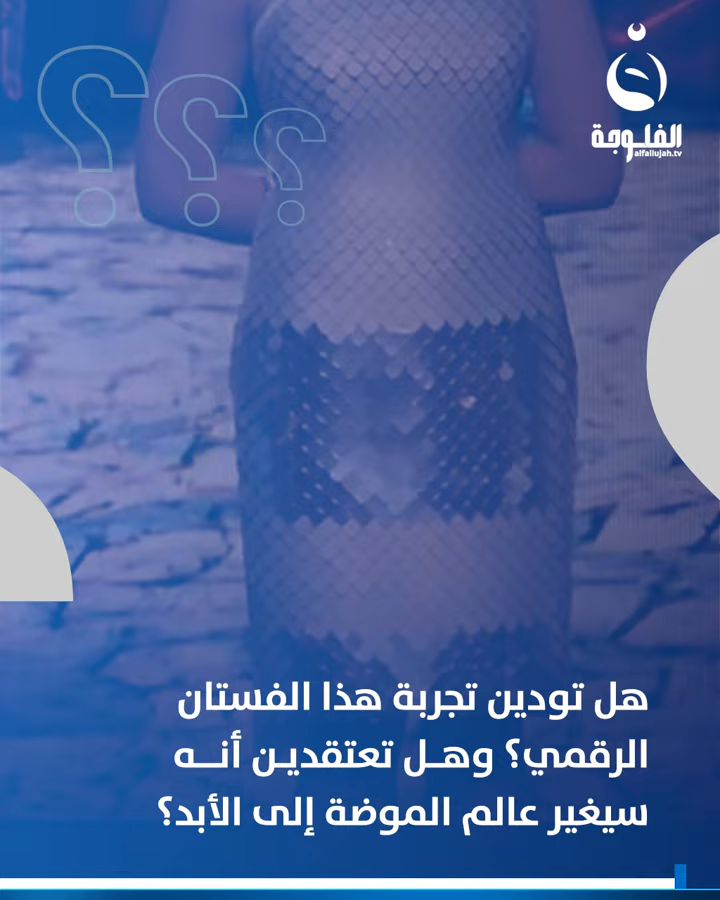 ؟؟؟
الفلوجة
alfallujah.tv
هل تودين تجربة هذا الفستان
الرقمي؟ وهـل تعتقديـن أنــه
سيغير عالم الموضة إلى الأبد؟